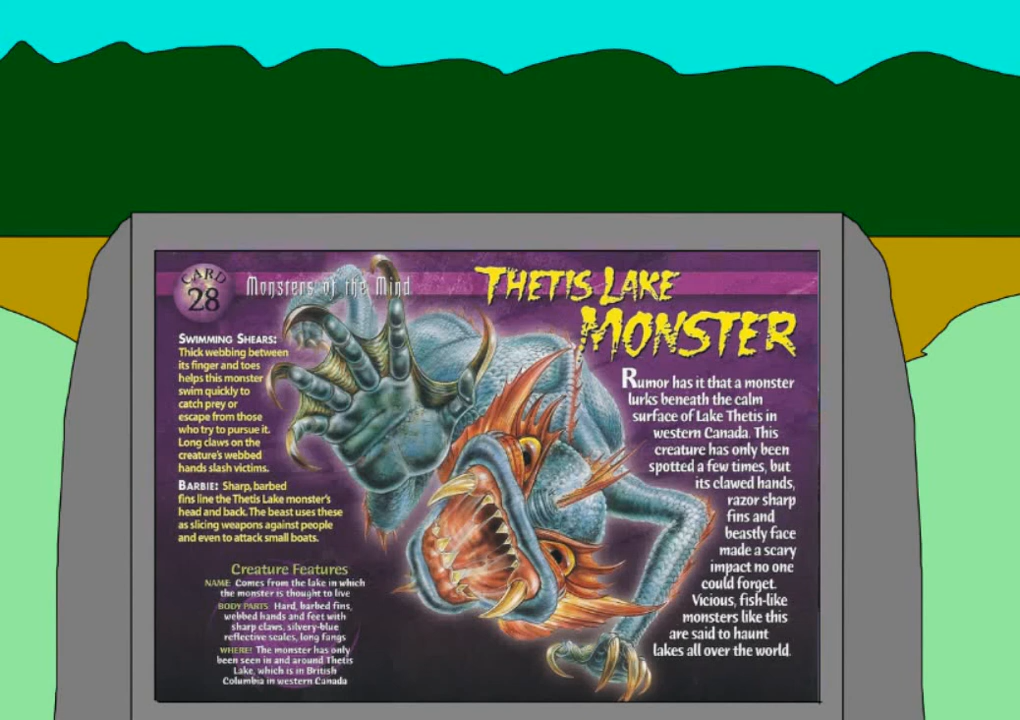 CARD
28
Monsters of the Mind
THETIS LAKE
MONSTER
SWIMMING SHEARS:
Thick webbing between
its finger and toes
helps this monster
swim quickly to
catch prey or
escape from those
who try to pursue it.
Long claws on the
creature's webbed
hands slash victims.
BARBIE: Sharp, barbed
fins line the Thetis Lake monster's
head and back. The beast uses these
as slicing weapons against people
and even to attack small boats.
Creature Features
NAME: Comes from the lake in which
the monster is thought to live
BODY PARTS: Hard, barbed fins,
webbed hands and feet with
sharp claws, silvery-blue
reflective scales, long fangs
WHERE? The monster has only
been seen in and around Thetis
Lake, which is in British
Columbia in western Canada
Rumor has it that a monster
lurks beneath the calm
surface of Lake Thetis in
western Canada. This
creature has only been
spotted a few times, but
its clawed hands,
razor sharp
fins and
beastly face
made a scary
impact no one
could forget.
Vicious, fish-like
monsters like this
are said to haunt
lakes all over the world.